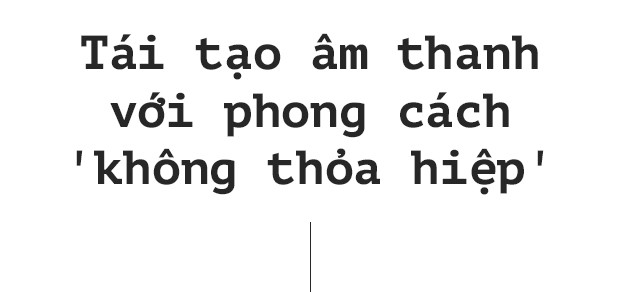 Tái tạo âm thanh
với phong cách
'không thỏa hiệp'